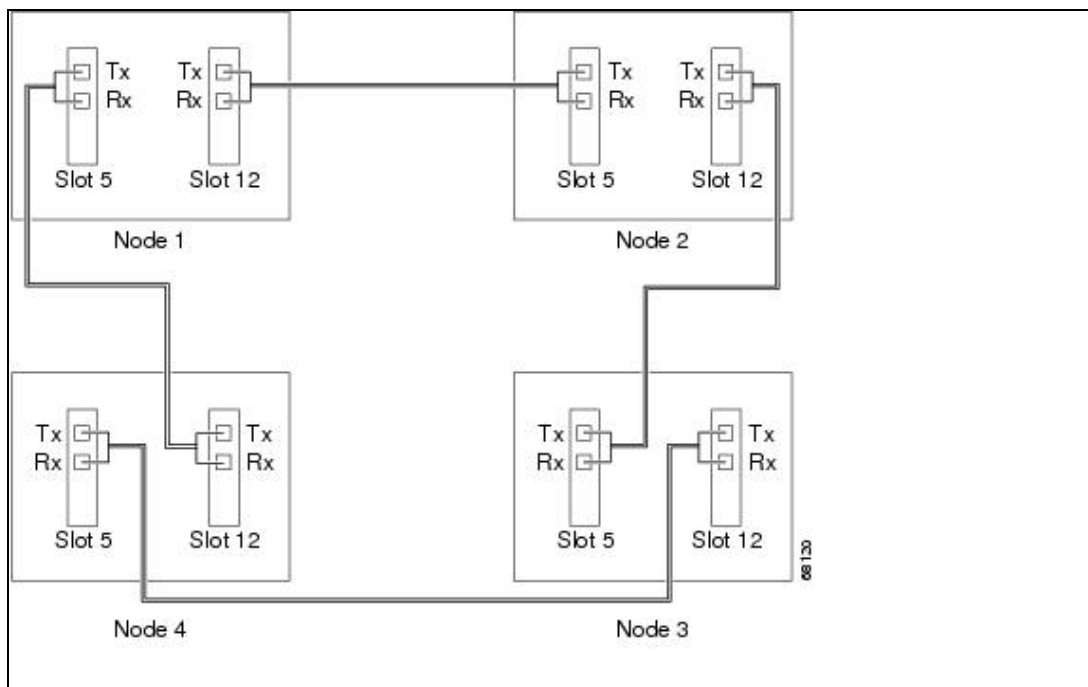 Tx Tx Tx Tx
Rx Rx Rx Rx
Slot 5 Slot 12 Slot 5 Slot 12
Node 1 Node 2
Tx Tx Tx Tx
Rx Rx Rx Rx
Slot 5 Slot 12 Slot 5 Slot 12
68120
Node 4 Node 3